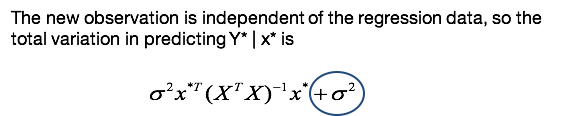 The new observation is independent of the regression data, so the
total variation in predicting Y* | x* is
σ²x*ᵀ(XᵀX)⁻¹x*+σ²